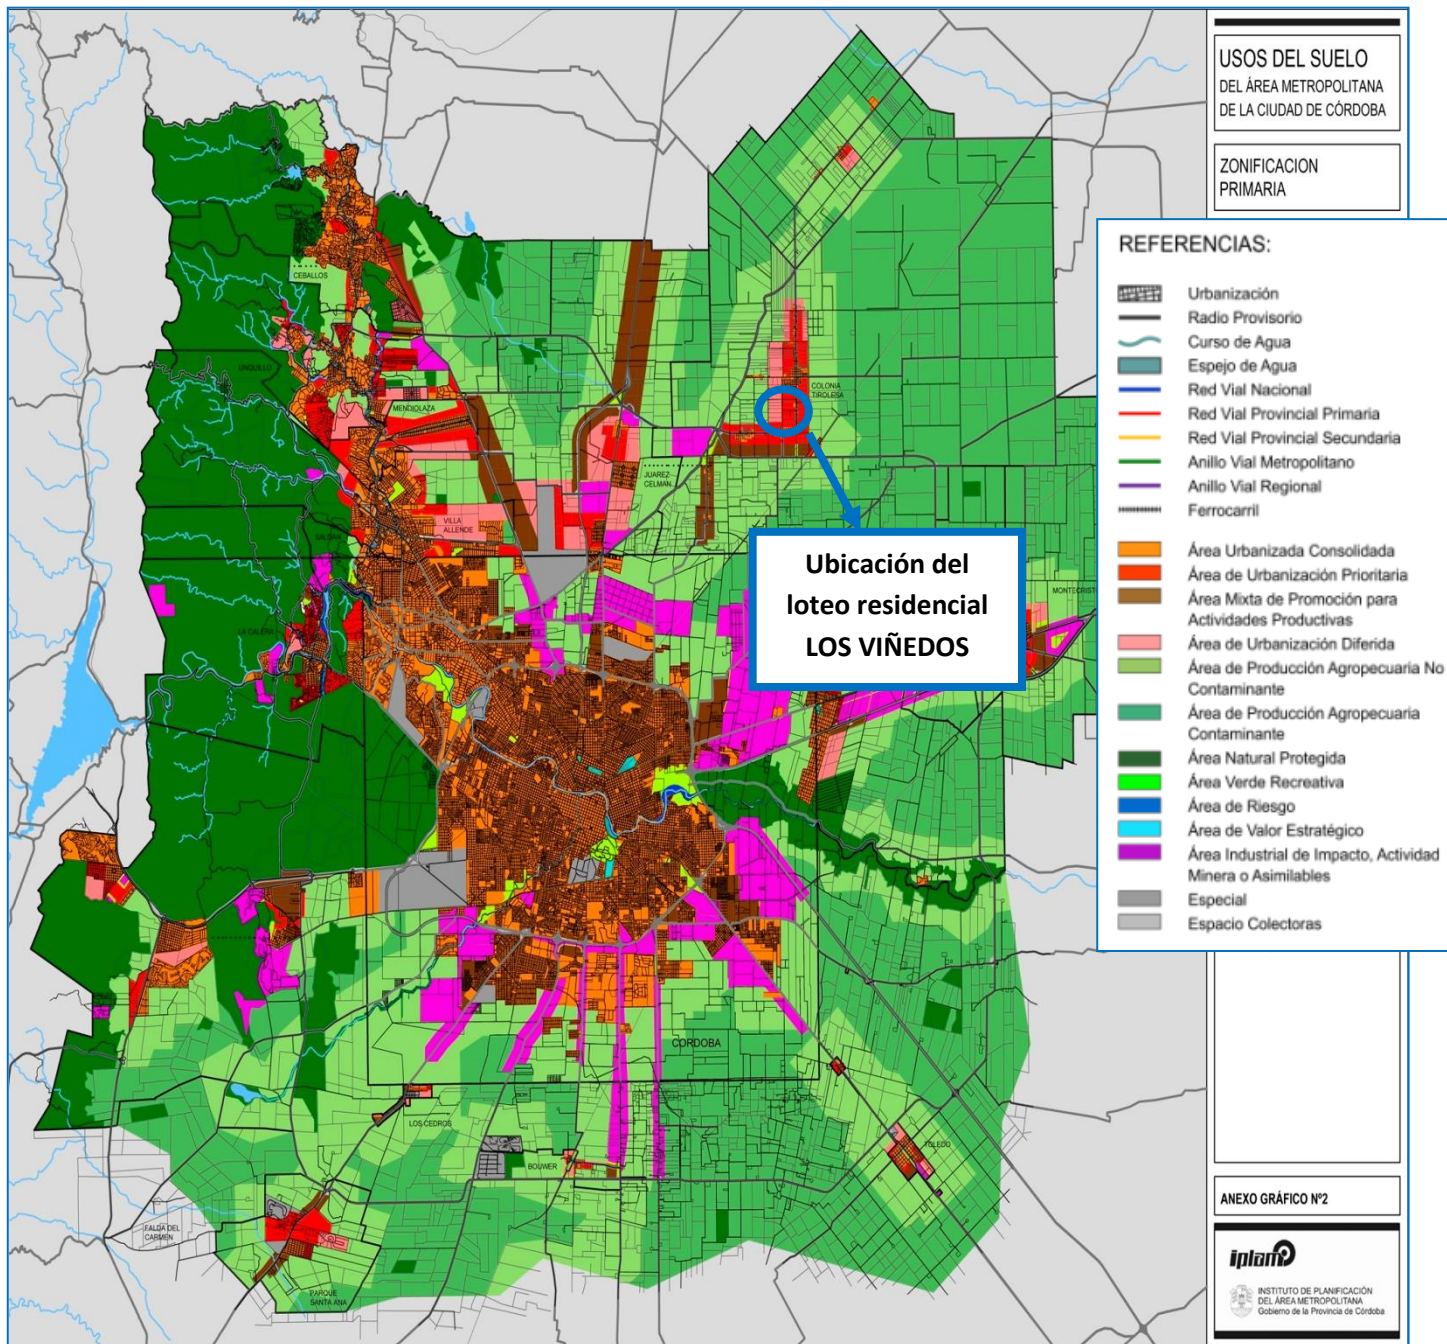 USOS DEL SUELO
DEL ÁREA METROPOLITANA
DE LA CIUDAD DE CÓRDOBA
ZONIFICACION
PRIMARIA
REFERENCIAS:
Urbanización
Radio Provisorio
Curso de Agua
Espejo de Agua
Red Vial Nacional
Red Vial Provincial Primaria
Red Vial Provincial Secundaria
Anillo Vial Metropolitano
Anillo Vial Regional
Ferrocarril
Área Urbanizada Consolidada
Área de Urbanización Prioritaria
Área Mixta de Promoción para
Actividades Productivas
Área de Urbanización Diferida
Área de Producción Agropecuaria No
Contaminante
Área de Producción Agropecuaria
Contaminante
Área Natural Protegida
Área Verde Recreativa
Área de Riesgo
Área de Valor Estratégico
Área Industrial de Impacto, Actividad
Minera o Asimilables
Especial
Espacio Colectoras
CEBALLOS
UNQUILLO
MENDIOLAZA
COLONIA
TIROLESA
JUAREZ
CELMAN
VILLA
ALLENDE
SALDAN
Ubicación del
loteo residencial
LOS VIÑEDOS
MONTECRISTO
LA CALERA
CORDOBA
LOS CEDROS
BOUWER
TOLEDO
FALDA DEL
CARMEN
PARQUE
SANTA ANA
ANEXO GRÁFICO Nº2
iplam
INSTITUTO DE PLANIFICACIÓN
DEL ÁREA METROPOLITANA
Gobierno de la Provincia de Córdoba